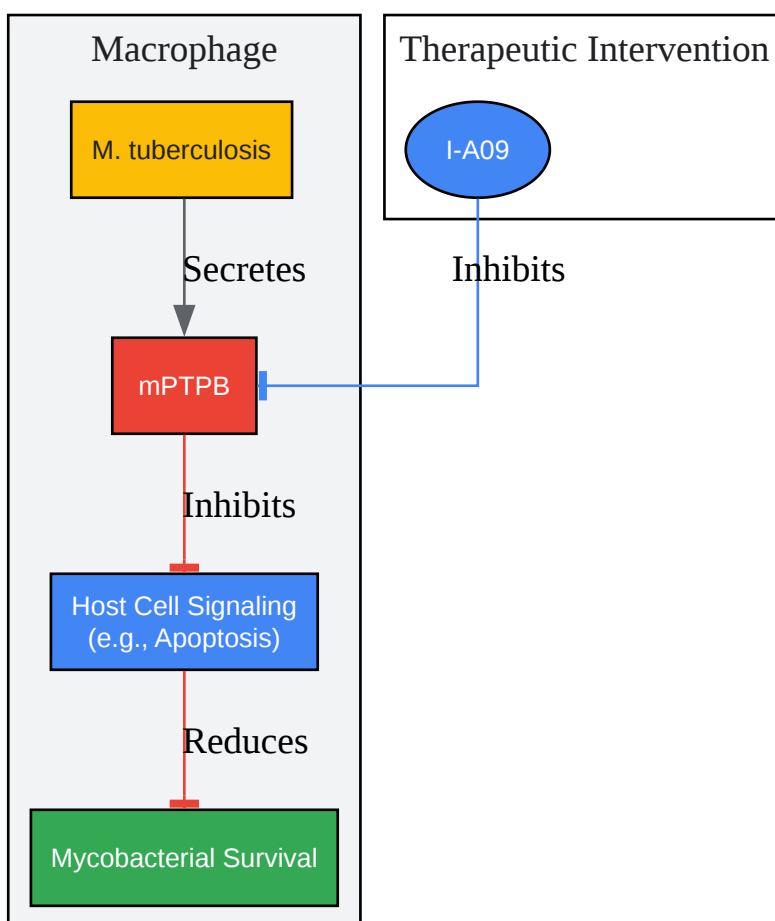 Macrophage
Therapeutic Intervention
M. tuberculosis
I-A09
Secretes
Inhibits
mPTPB
Inhibits
Host Cell Signaling
(e.g., Apoptosis)
Reduces
Mycobacterial Survival